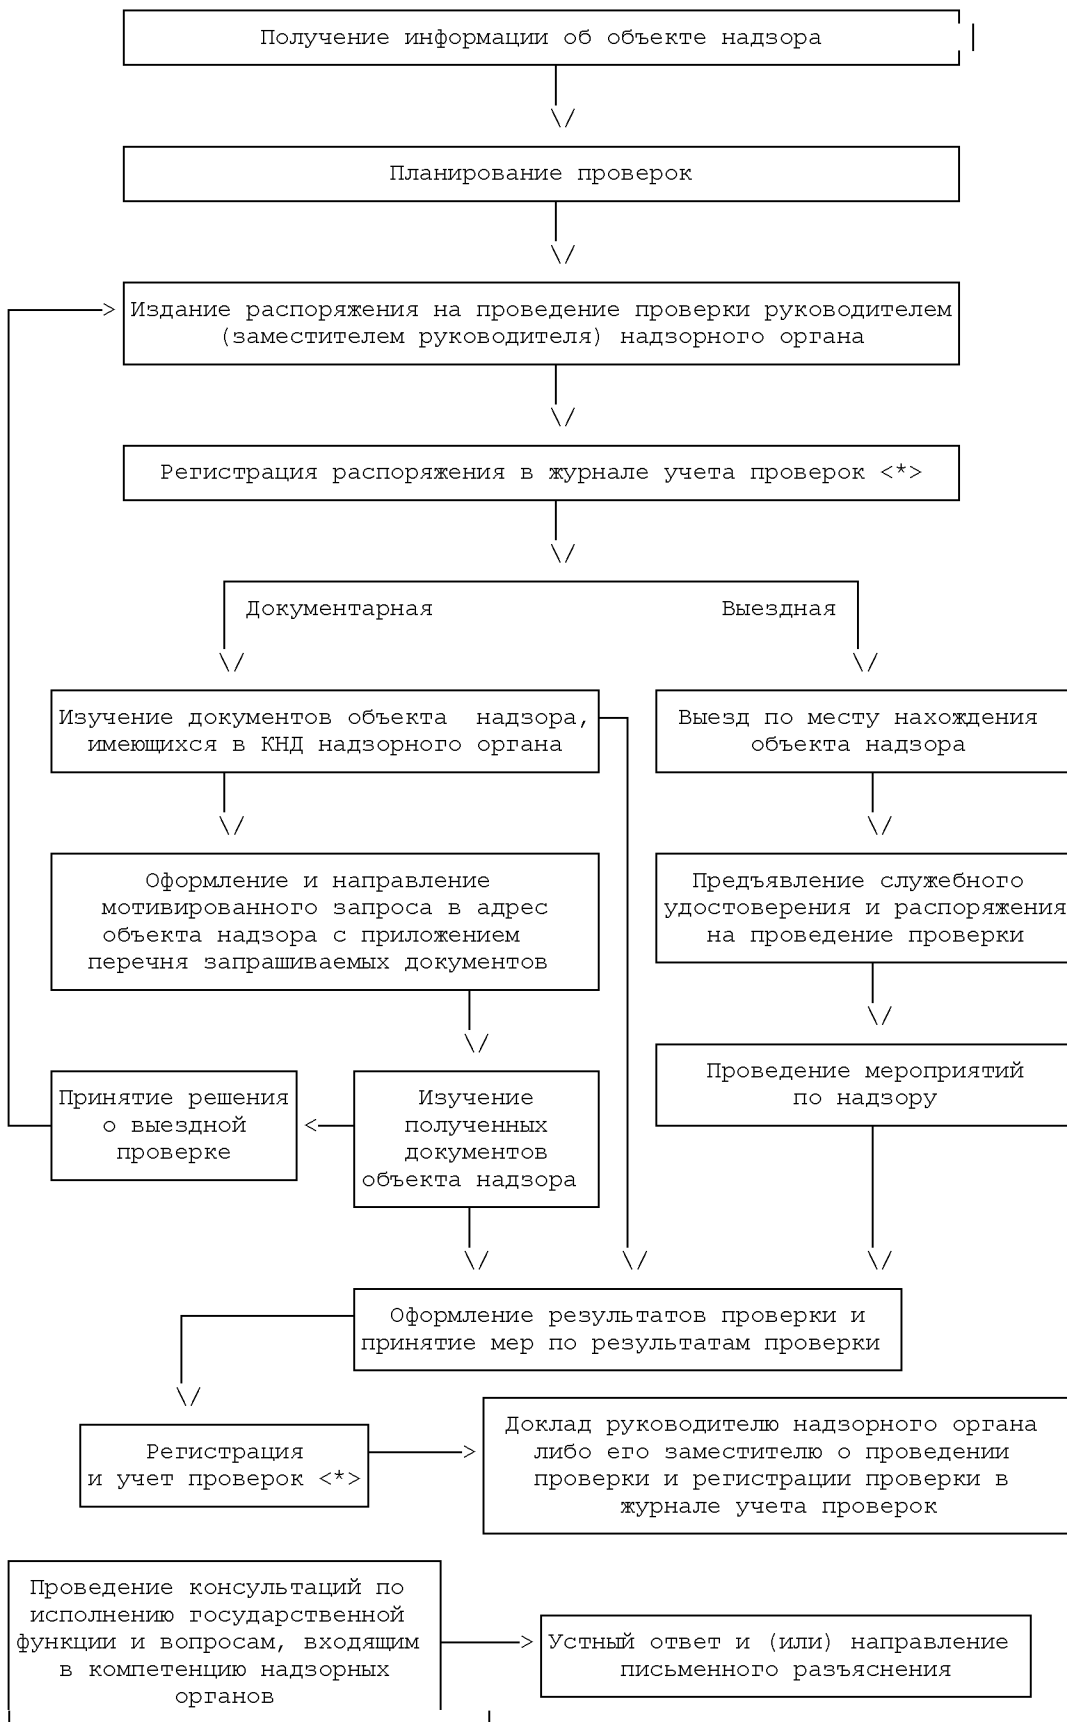 Получение информации об объекте надзора
Планирование проверок
Издание распоряжения на проведение проверки руководителем
(заместителем руководителя) надзорного органа
Регистрация распоряжения в журнале учета проверок <*>
Документарная
Выездная
Изучение документов объекта надзора,
имеющихся в КНД надзорного органа
Выезд по месту нахождения
объекта надзора
Оформление и направление
мотивированного запроса в адрес
объекта надзора с приложением
перечня запрашиваемых документов
Предъявление служебного
удостоверения и распоряжения
на проведение проверки
Принятие решения
о выездной
проверке
Изучение
полученных
документов
объекта надзора
Проведение мероприятий
по надзору
Оформление результатов проверки и
принятие мер по результатам проверки
Регистрация
и учет проверок <*>
Доклад руководителю надзорного органа
либо его заместителю о проведении
проверки и регистрации проверки в
журнале учета проверок
Проведение консультаций по
исполнению государственной
функции и вопросам, входящим
в компетенцию надзорных
органов
Устный ответ и (или) направление
письменного разъяснения